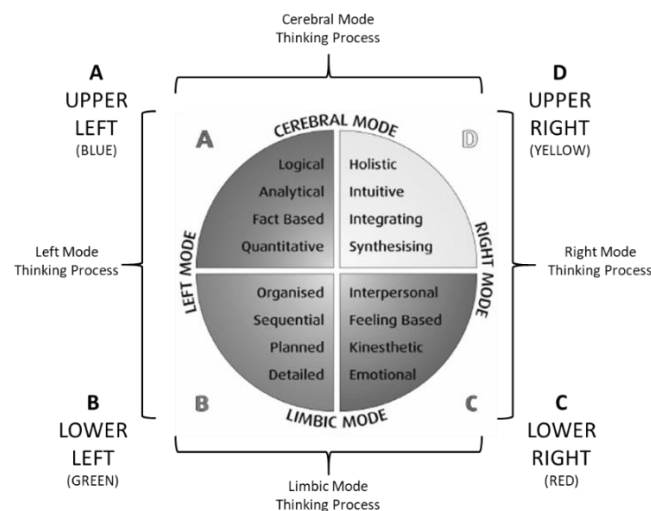 Cerebral Mode
Thinking Process
A
UPPER
LEFT
(BLUE)
D
UPPER
RIGHT
(YELLOW)
A
CEREBRAL MODE
D
Logical
Analytical
Fact Based
Quantitative
Holistic
Intuitive
Integrating
Synthesising
Left Mode
Thinking Process
LEFT MODE
RIGHT MODE
Right Mode
Thinking Process
Organised
Sequential
Planned
Detailed
Interpersonal
Feeling Based
Kinesthetic
Emotional
B
LIMBIC MODE
C
B
LOWER
LEFT
(GREEN)
C
LOWER
RIGHT
(RED)
Limbic Mode
Thinking Process